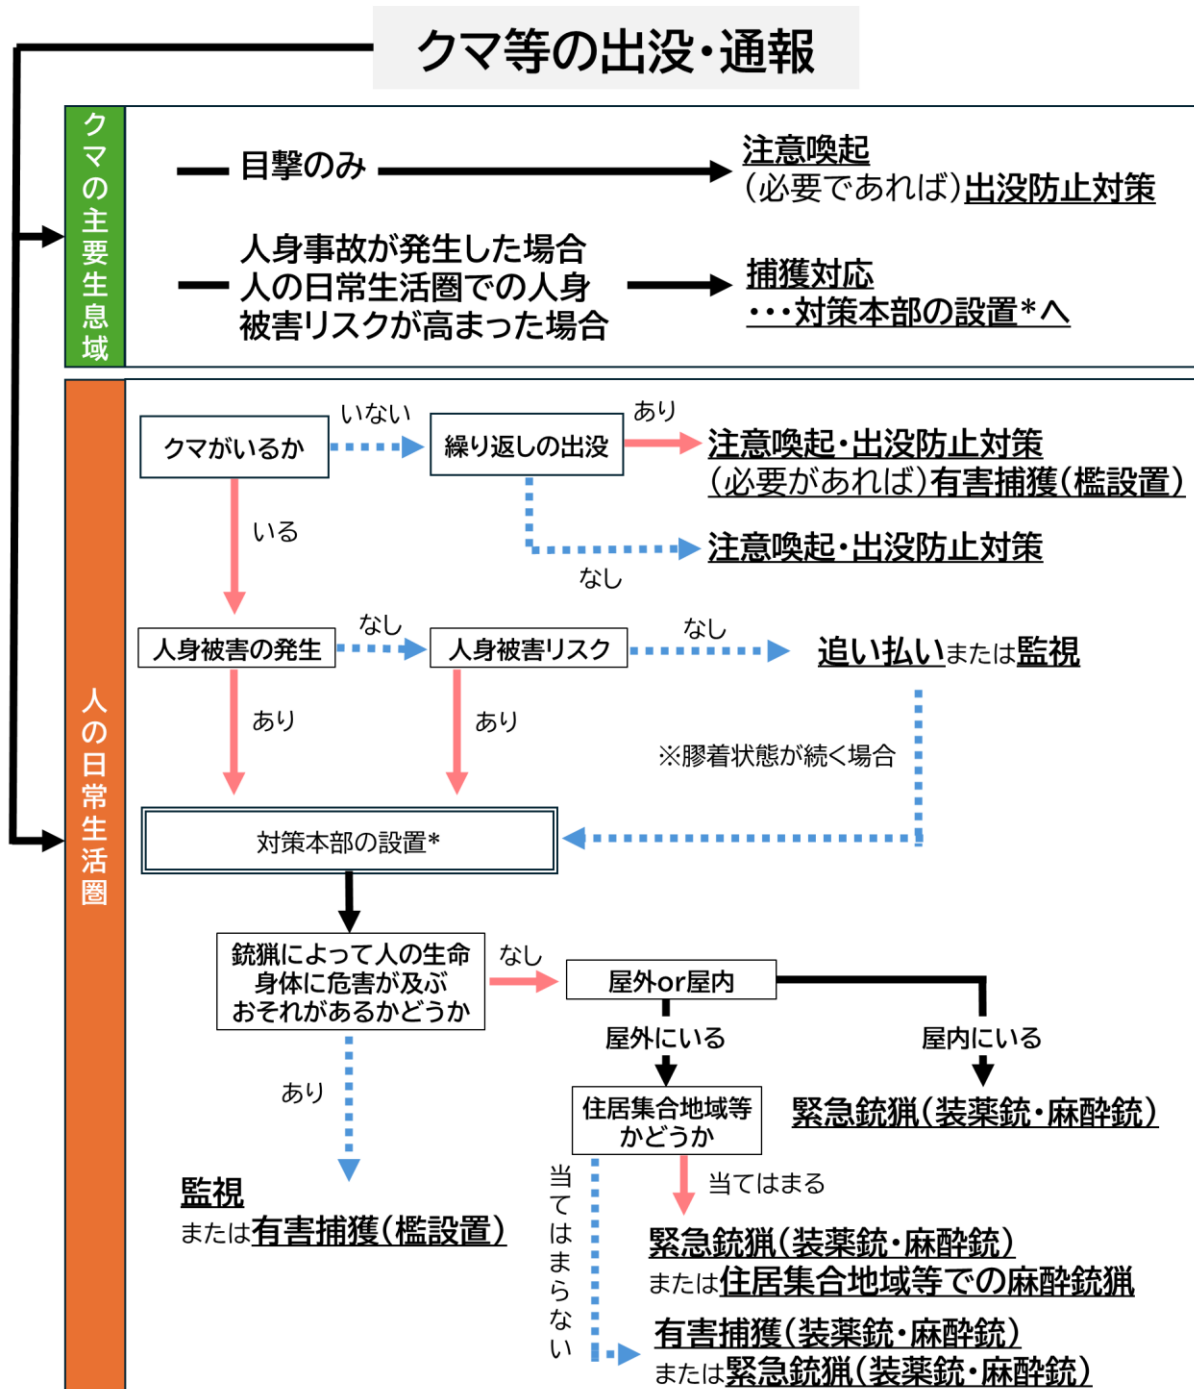 クマ等の出没・通報
クマの主要生息域
目撃のみ
注意喚起
（必要であれば）出没防止対策
人身事故が発生した場合
人の日常生活圏での人身
被害リスクが高まった場合
捕獲対応
・・・対策本部の設置*へ
人の日常生活圏
クマがいるか
いない
繰り返しの出没
あり
注意喚起・出没防止対策
（必要があれば）有害捕獲（檻設置）
いる
なし
注意喚起・出没防止対策
人身被害の発生
なし
人身被害リスク
なし
追い払いまたは監視
あり
あり
※膠着状態が続く場合
対策本部の設置*
銃猟によって人の生命
身体に危害が及ぶ
おそれがあるかどうか
なし
屋外or屋内
屋外にいる
屋内にいる
あり
住居集合地域等
かどうか
緊急銃猟（装薬銃・麻酔銃）
監視
または有害捕獲（檻設置）
当てはまらない
当てはまる
緊急銃猟（装薬銃・麻酔銃）
または住居集合地域等での麻酔銃猟
有害捕獲（装薬銃・麻酔銃）
または緊急銃猟（装薬銃・麻酔銃）